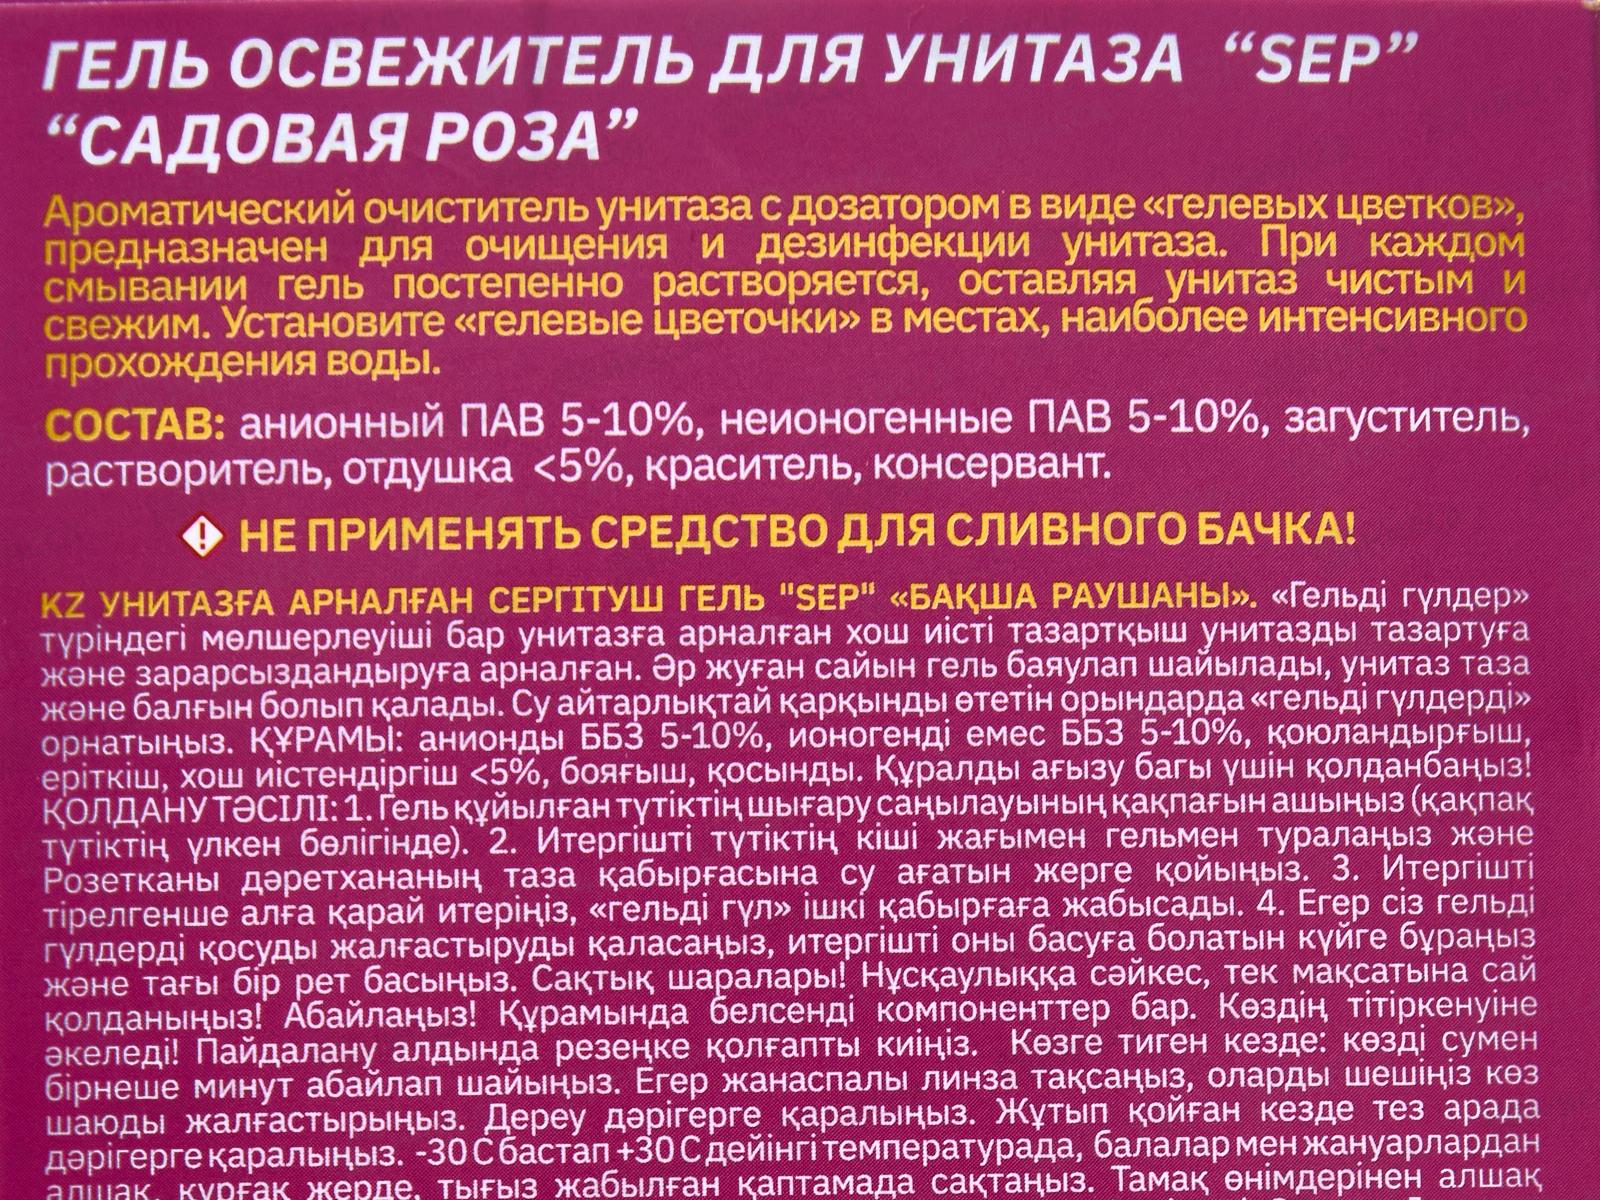 ГЕЛЬ ОСВЕЖИТЕЛЬ ДЛЯ УНИТАЗА “SEP”
“САДОВАЯ РОЗА”
Ароматический очиститель унитаза с дозатором в виде «гелевых цветков»,
предназначен для очищения и дезинфекции унитаза. При каждом
смывании гель постепенно растворяется, оставляя унитаз чистым и
свежим. Установите «гелевые цветочки» в местах, наиболее интенсивного
прохождения воды.
СОСТАВ: анионный ПАВ 5-10%, неионогенные ПАВ 5-10%, загуститель,
растворитель, отдушка <5%, краситель, консервант.
НЕ ПРИМЕНЯТЬ СРЕДСТВО ДЛЯ СЛИВНОГО БАЧКА!
KZ УНИТАЗҒА АРНАЛҒАН СЕРГІТУШ ГЕЛЬ "SEP" «БАҚША РАУШАНЫ». «Гельді гүлдер»
түріндегі мөлшерлеуіші бар унитазға арналған хош иісті тазартқыш унитазды тазартуға
және зарарсыздандыруға арналған. Әр жуған сайын гель баяулап шайылады, унитаз таза
және балғын болып қалады. Су айтарлықтай қарқынды өтетін орындарда «гельді гүлдерді»
орнатыңыз. ҚҰРАМЫ: анионды ББЗ 5-10%, ионогенді емес ББЗ 5-10%, қоюландырғыш,
еріткіш, хош иістендіргіш <5%, бояғыш, қосынды. Құралды ағызу багы үшін қолданбаңыз!
ҚОЛДАНУ ТӘСІЛІ: 1. Гель құйылған түтіктің шығару саңылауының қақпағын ашыңыз (қақпақ
түтіктің үлкен бөлігінде). 2. Итергішті түтіктің кіші жағымен гельмен туралаңыз және
Розетканы дәретхананың таза қабырғасына су ағатын жерге қойыңыз. 3. Итергішті
тірелгенше алға қарай итеріңіз, «гельді гүл» ішкі қабырғаға жабысады. 4. Егер сіз гельді
гүлдерді қосуды жалғастыруды қаласаңыз, итергішті оны басуға болатын күйге бұраңыз
және тағы бір рет басыңыз. Сақтық шаралары! Нұсқаулыққа сәйкес, тек мақсатына сай
қолданыңыз! Абайлаңыз! Құрамында белсенді компоненттер бар. Көздің тітіркенуіне
әкеледі! Пайдалану алдында резеңке қолғапты киіңіз. Көзге тиген кезде: көзді сумен
бірнеше минут абайлап шайыңыз. Егер жанаспалы линза тақсаңыз, оларды шешіңіз көз
шаюды жалғастырыңыз. Дереу дәрігерге қаралыңыз. Жұтып қойған кезде тез арада
дәрігерге қаралыңыз. -30 С бастап +30 С дейінгі температурада, балалар мен жануарлардан
алшақ, құрғақ жерде, тығыз жабылған қаптамада сақтаңыз. Тамақ өнімдерінен алшақ